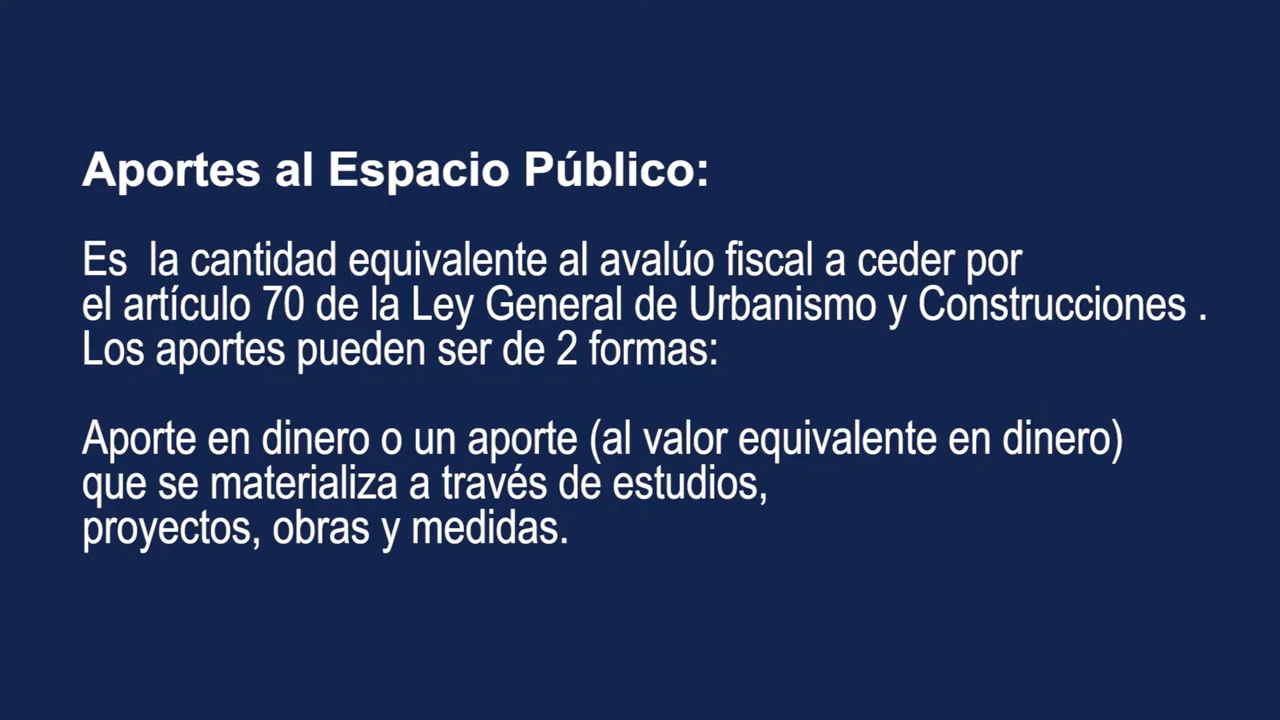 Aportes al Espacio Público:
Es  la cantidad equivalente al avalúo fiscal a ceder por
el artículo 70 de la Ley General de Urbanismo y Construcciones .
Los aportes pueden ser de 2 formas:
Aporte en dinero o un aporte (al valor equivalente en dinero)
que se materializa a través de estudios,
proyectos, obras y medidas.